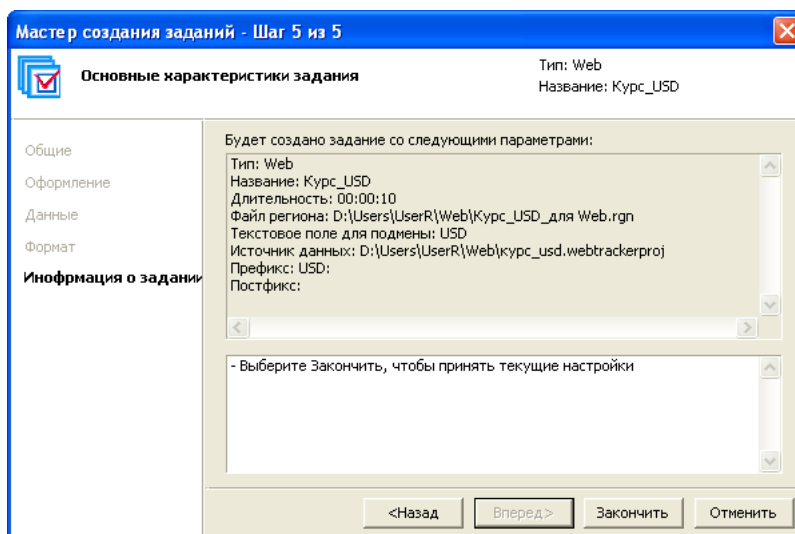 Мастер создания заданий - Шаг 5 из 5
Основные характеристики задания
Тип: Web
Название: Курс_USD
Общие
Оформление
Данные
Формат
Инофрмация о задании
Будет создано задание со следующими параметрами:
Тип: Web
Название: Курс_USD
Длительность: 00:00:10
Файл региона: D:\Users\UserR\Web\Курс_USD_для Web.rgn
Текстовое поле для подмены: USD
Источник данных: D:\Users\UserR\Web\курс_usd.webtrackerproj
Префикс: USD:
Постфикс:
- Выберите Закончить, чтобы принять текущие настройки
<Назад
Вперед>
Закончить
Отменить